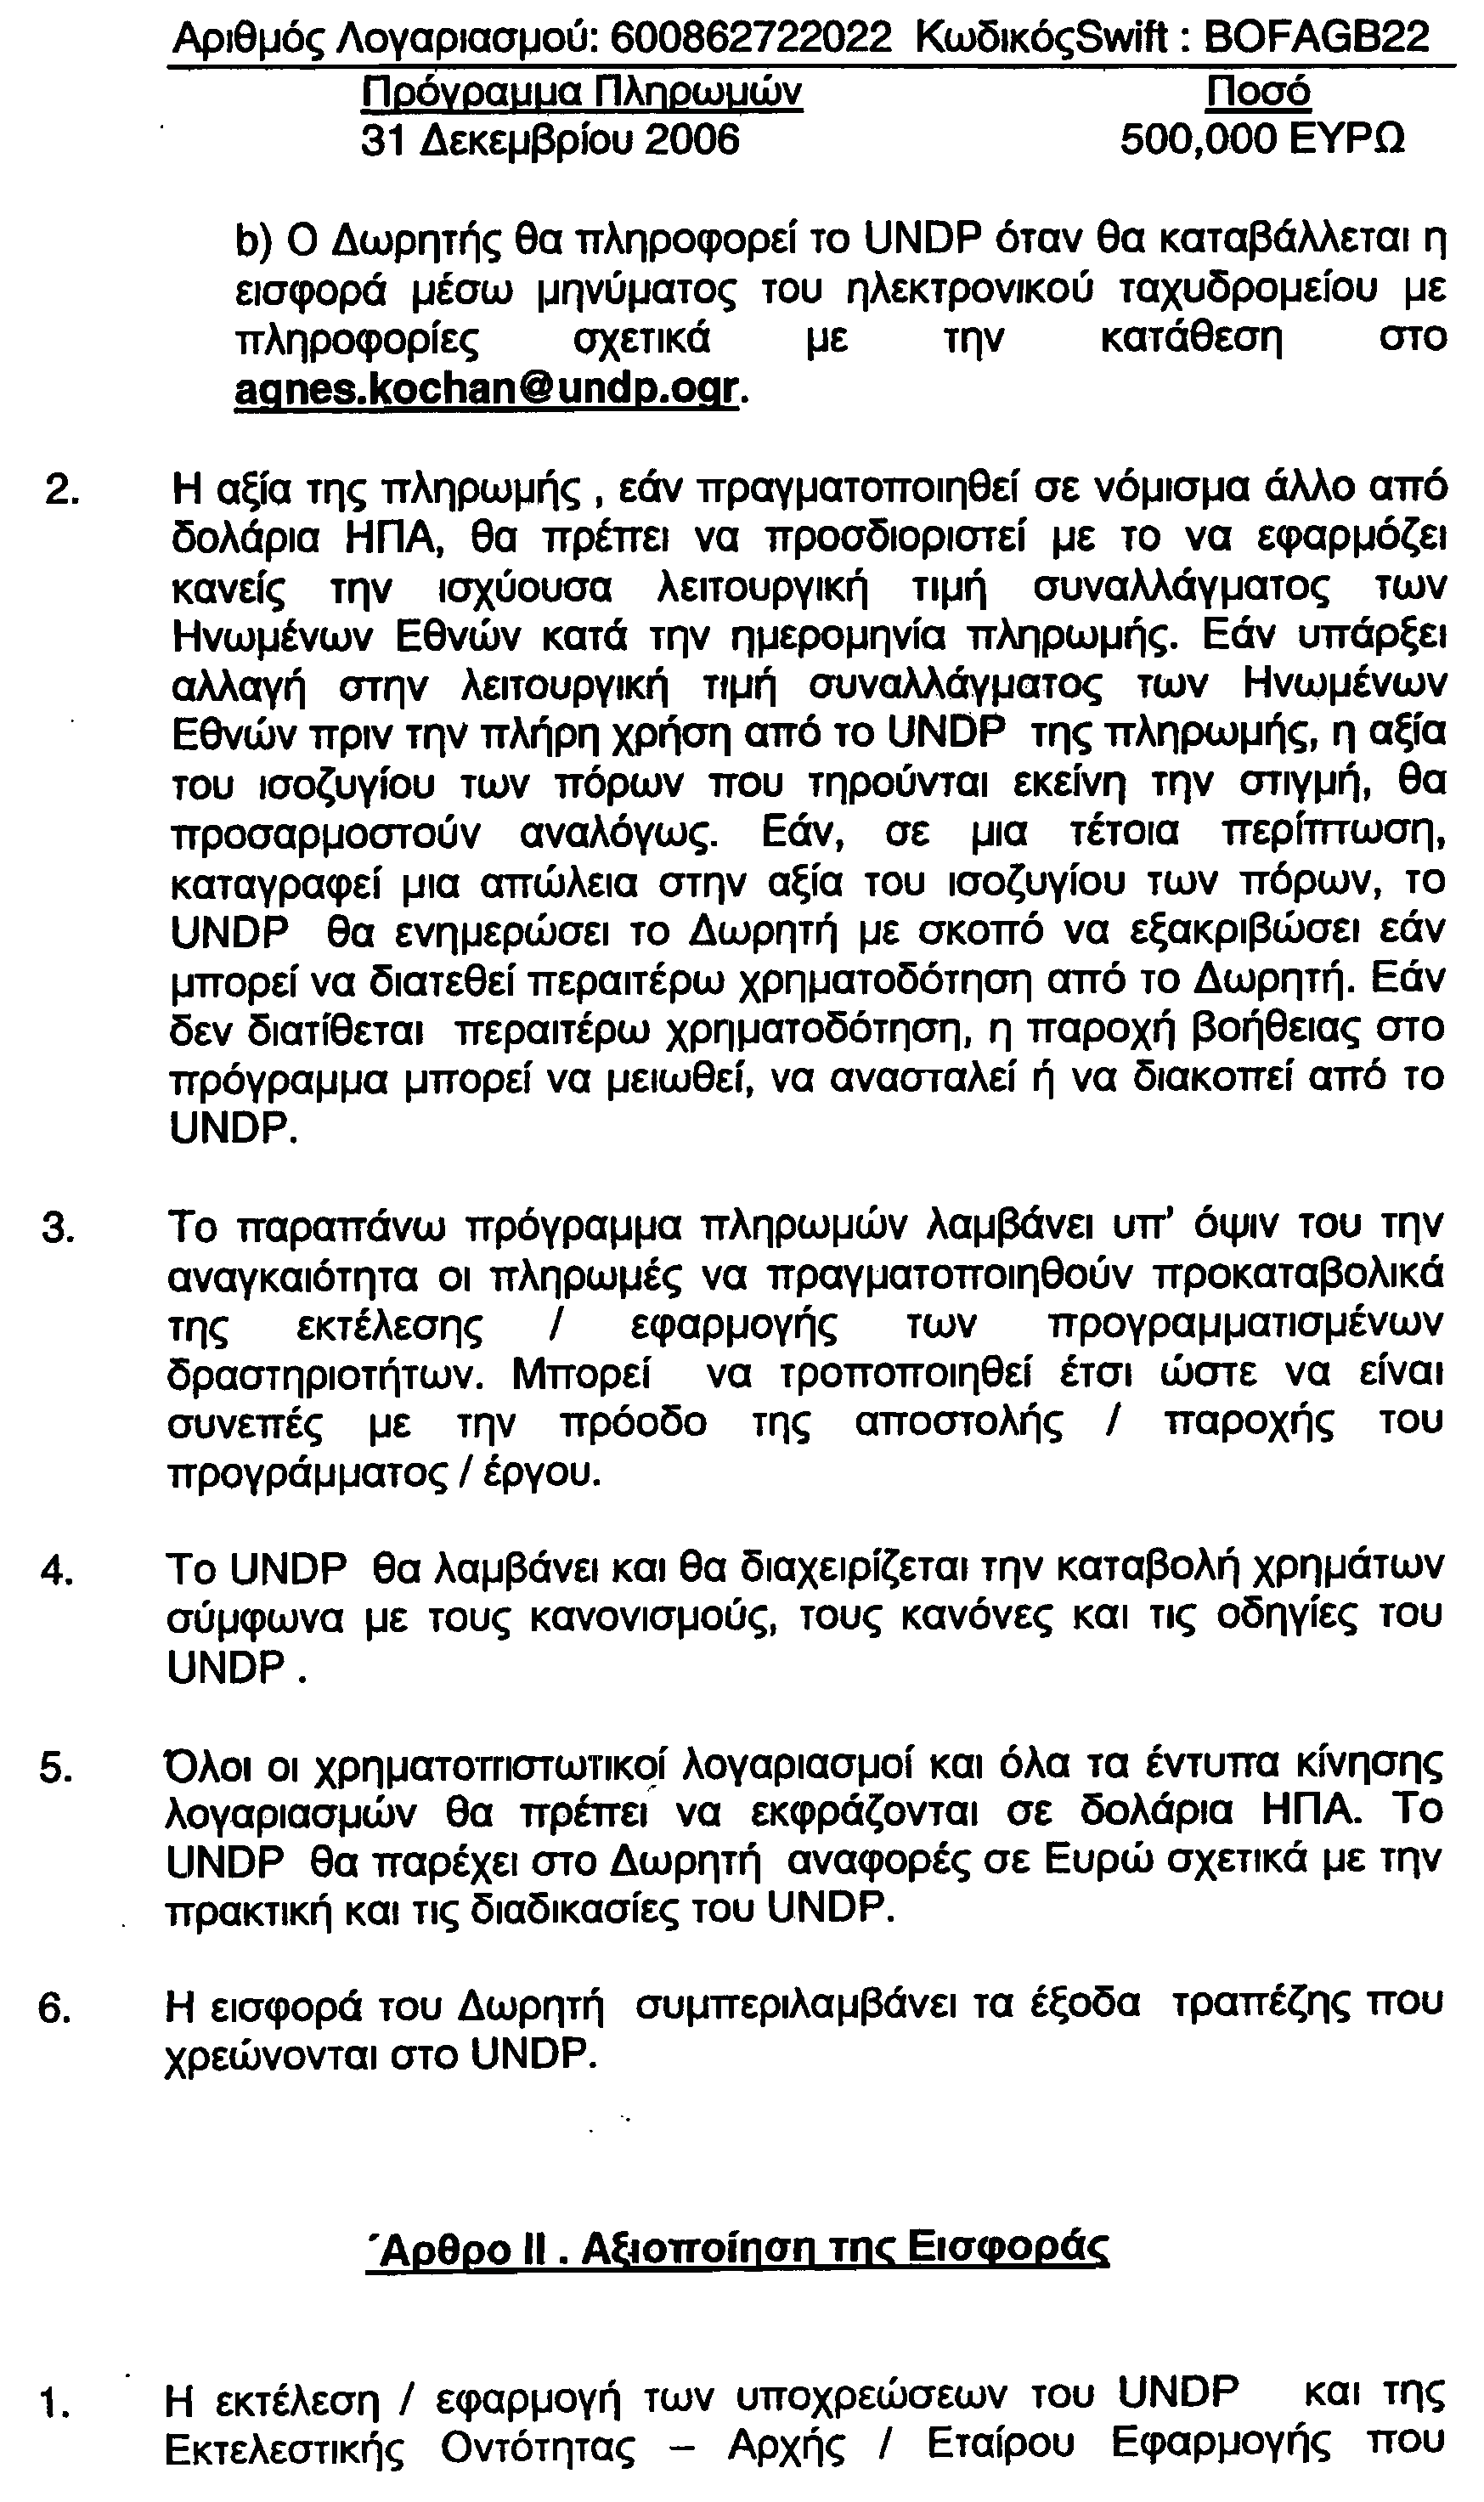 Αριθμός Λογαριασμού: 600862722022 ΚωδικόςSwift : BOFAGB22
Πρόγραμμα Πληρωμών Ποσό
31 Δεκεμβρίου 2006 500,000 ΕΥΡΩ
b) Ο Δωρητής θα πληροφορεί το UNDP όταν θα καταβάλλεται η
εισφορά μέσω μηνύματος του ηλεκτρονικού ταχυδρομείου με
πληροφορίες σχετικά με την κατάθεση στο
agnes.kochan@undp.ogr.
2. Η αξία της πληρωμής , εάν πραγματοποιηθεί σε νόμισμα άλλο από
δολάρια ΗΠΑ, θα πρέπει να προσδιοριστεί με το να εφαρμόζει
κανείς την ισχύουσα λειτουργική τιμή συναλλάγματος των
Ηνωμένων Εθνών κατά την ημερομηνία πληρωμής. Εάν υπάρξει
αλλαγή στην λειτουργική τιμή συναλλάγματος των Ηνωμένων
Εθνών πριν την πλήρη χρήση από το UNDP της πληρωμής, η αξία
του ισοζυγίου των πόρων που τηρούνται εκείνη την στιγμή, θα
προσαρμοστούν αναλόγως. Εάν, σε μια τέτοια περίπτωση,
καταγραφεί μια απώλεια στην αξία του ισοζυγίου των πόρων, το
UNDP θα ενημερώσει το Δωρητή με σκοπό να εξακριβώσει εάν
μπορεί να διατεθεί περαιτέρω χρηματοδότηση από το Δωρητή. Εάν
δεν διατίθεται περαιτέρω χρηματοδότηση, η παροχή βοήθειας στο
πρόγραμμα μπορεί να μειωθεί, να ανασταλεί ή να διακοπεί από το
UNDP.
3. Το παραπάνω πρόγραμμα πληρωμών λαμβάνει υπ’ όψιν του την
αναγκαιότητα οι πληρωμές να πραγματοποιηθούν προκαταβολικά
της εκτέλεσης / εφαρμογής των προγραμματισμένων
δραστηριοτήτων. Μπορεί να τροποποιηθεί έτσι ώστε να είναι
συνεπές με την πρόοδο της αποστολής / παροχής του
προγράμματος / έργου.
4. Το UNDP θα λαμβάνει και θα διαχειρίζεται την καταβολή χρημάτων
σύμφωνα με τους κανονισμούς, τους κανόνες και τις οδηγίες του
UNDP .
5. Όλοι οι χρηματοπιστωτικοί λογαριασμοί και όλα τα έντυπα κίνησης
λογαριασμών θα πρέπει να εκφράζονται σε δολάρια ΗΠΑ. Το
UNDP θα παρέχει στο Δωρητή αναφορές σε Ευρώ σχετικά με την
πρακτική και τις διαδικασίες του UNDP.
6. Η εισφορά του Δωρητή συμπεριλαμβάνει τα έξοδα τραπέζης που
χρεώνονται στο UNDP.
Άρθρο ΙΙ . Αξιοποίηση της Εισφοράς
1. Η εκτέλεση / εφαρμογή των υποχρεώσεων του UNDP και της
Εκτελεστικής Οντότητας – Αρχής / Εταίρου Εφαρμογής που